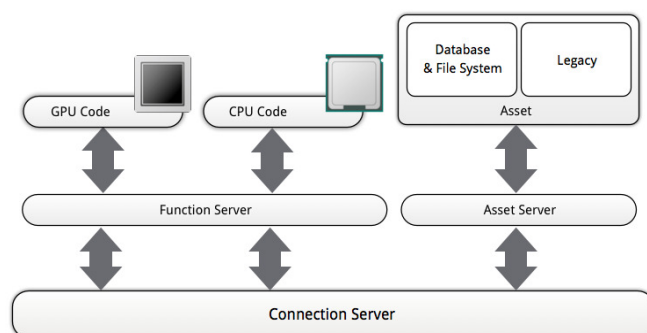 GPU Code
CPU Code
Database
& File System
Legacy
Asset
Function Server
Asset Server
Connection Server